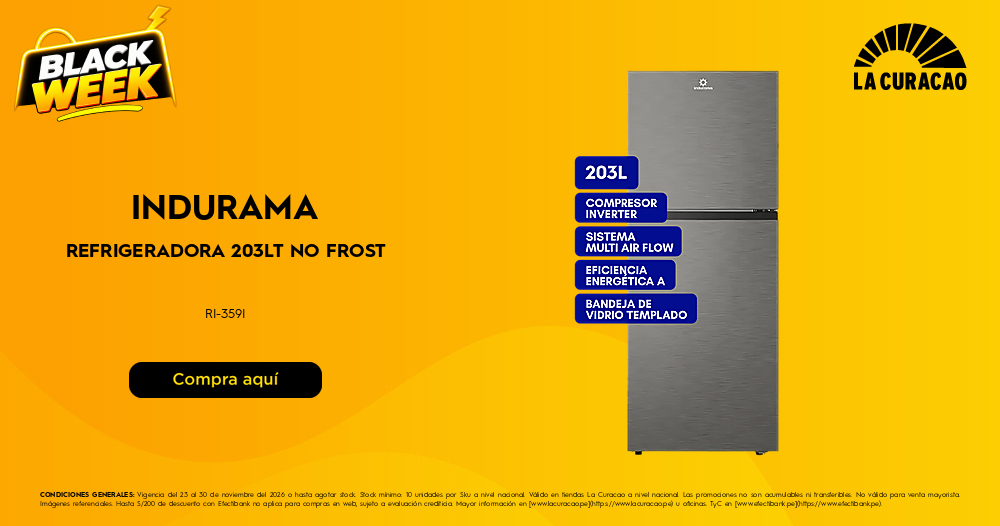 BLACK
WEEK
LA CURACAO
INDURAMA
203L
COMPRESOR
INVERTER
SISTEMA
MULTI AIR FLOW
EFICIENCIA
ENERGÉTICA A
BANDEJA DE
VIDRIO TEMPLADO
INDURAMA
REFRIGERADORA 203LT NO FROST
RI-359I
Compra aquí
CONDICIONES GENERALES: Vigencia del 23 al 30 de noviembre del 2026 o hasta agotar stock. Stock mínimo: 10 unidades por Sku a nivel nacional. Válido en tiendas La Curacao a nivel nacional. Las promociones no son acumulables ni transferibles. No válido para venta mayorista.
Imágenes referenciales. Hasta S/200 de descuento con Efectibank no aplica para compras en web, sujeto a evaluación crediticia. Mayor información en [www.lacuracao.pe](https://www.lacuracao.pe) u oficinas. TyC en [www.efectibank.pe](https://www.efectibank.pe).